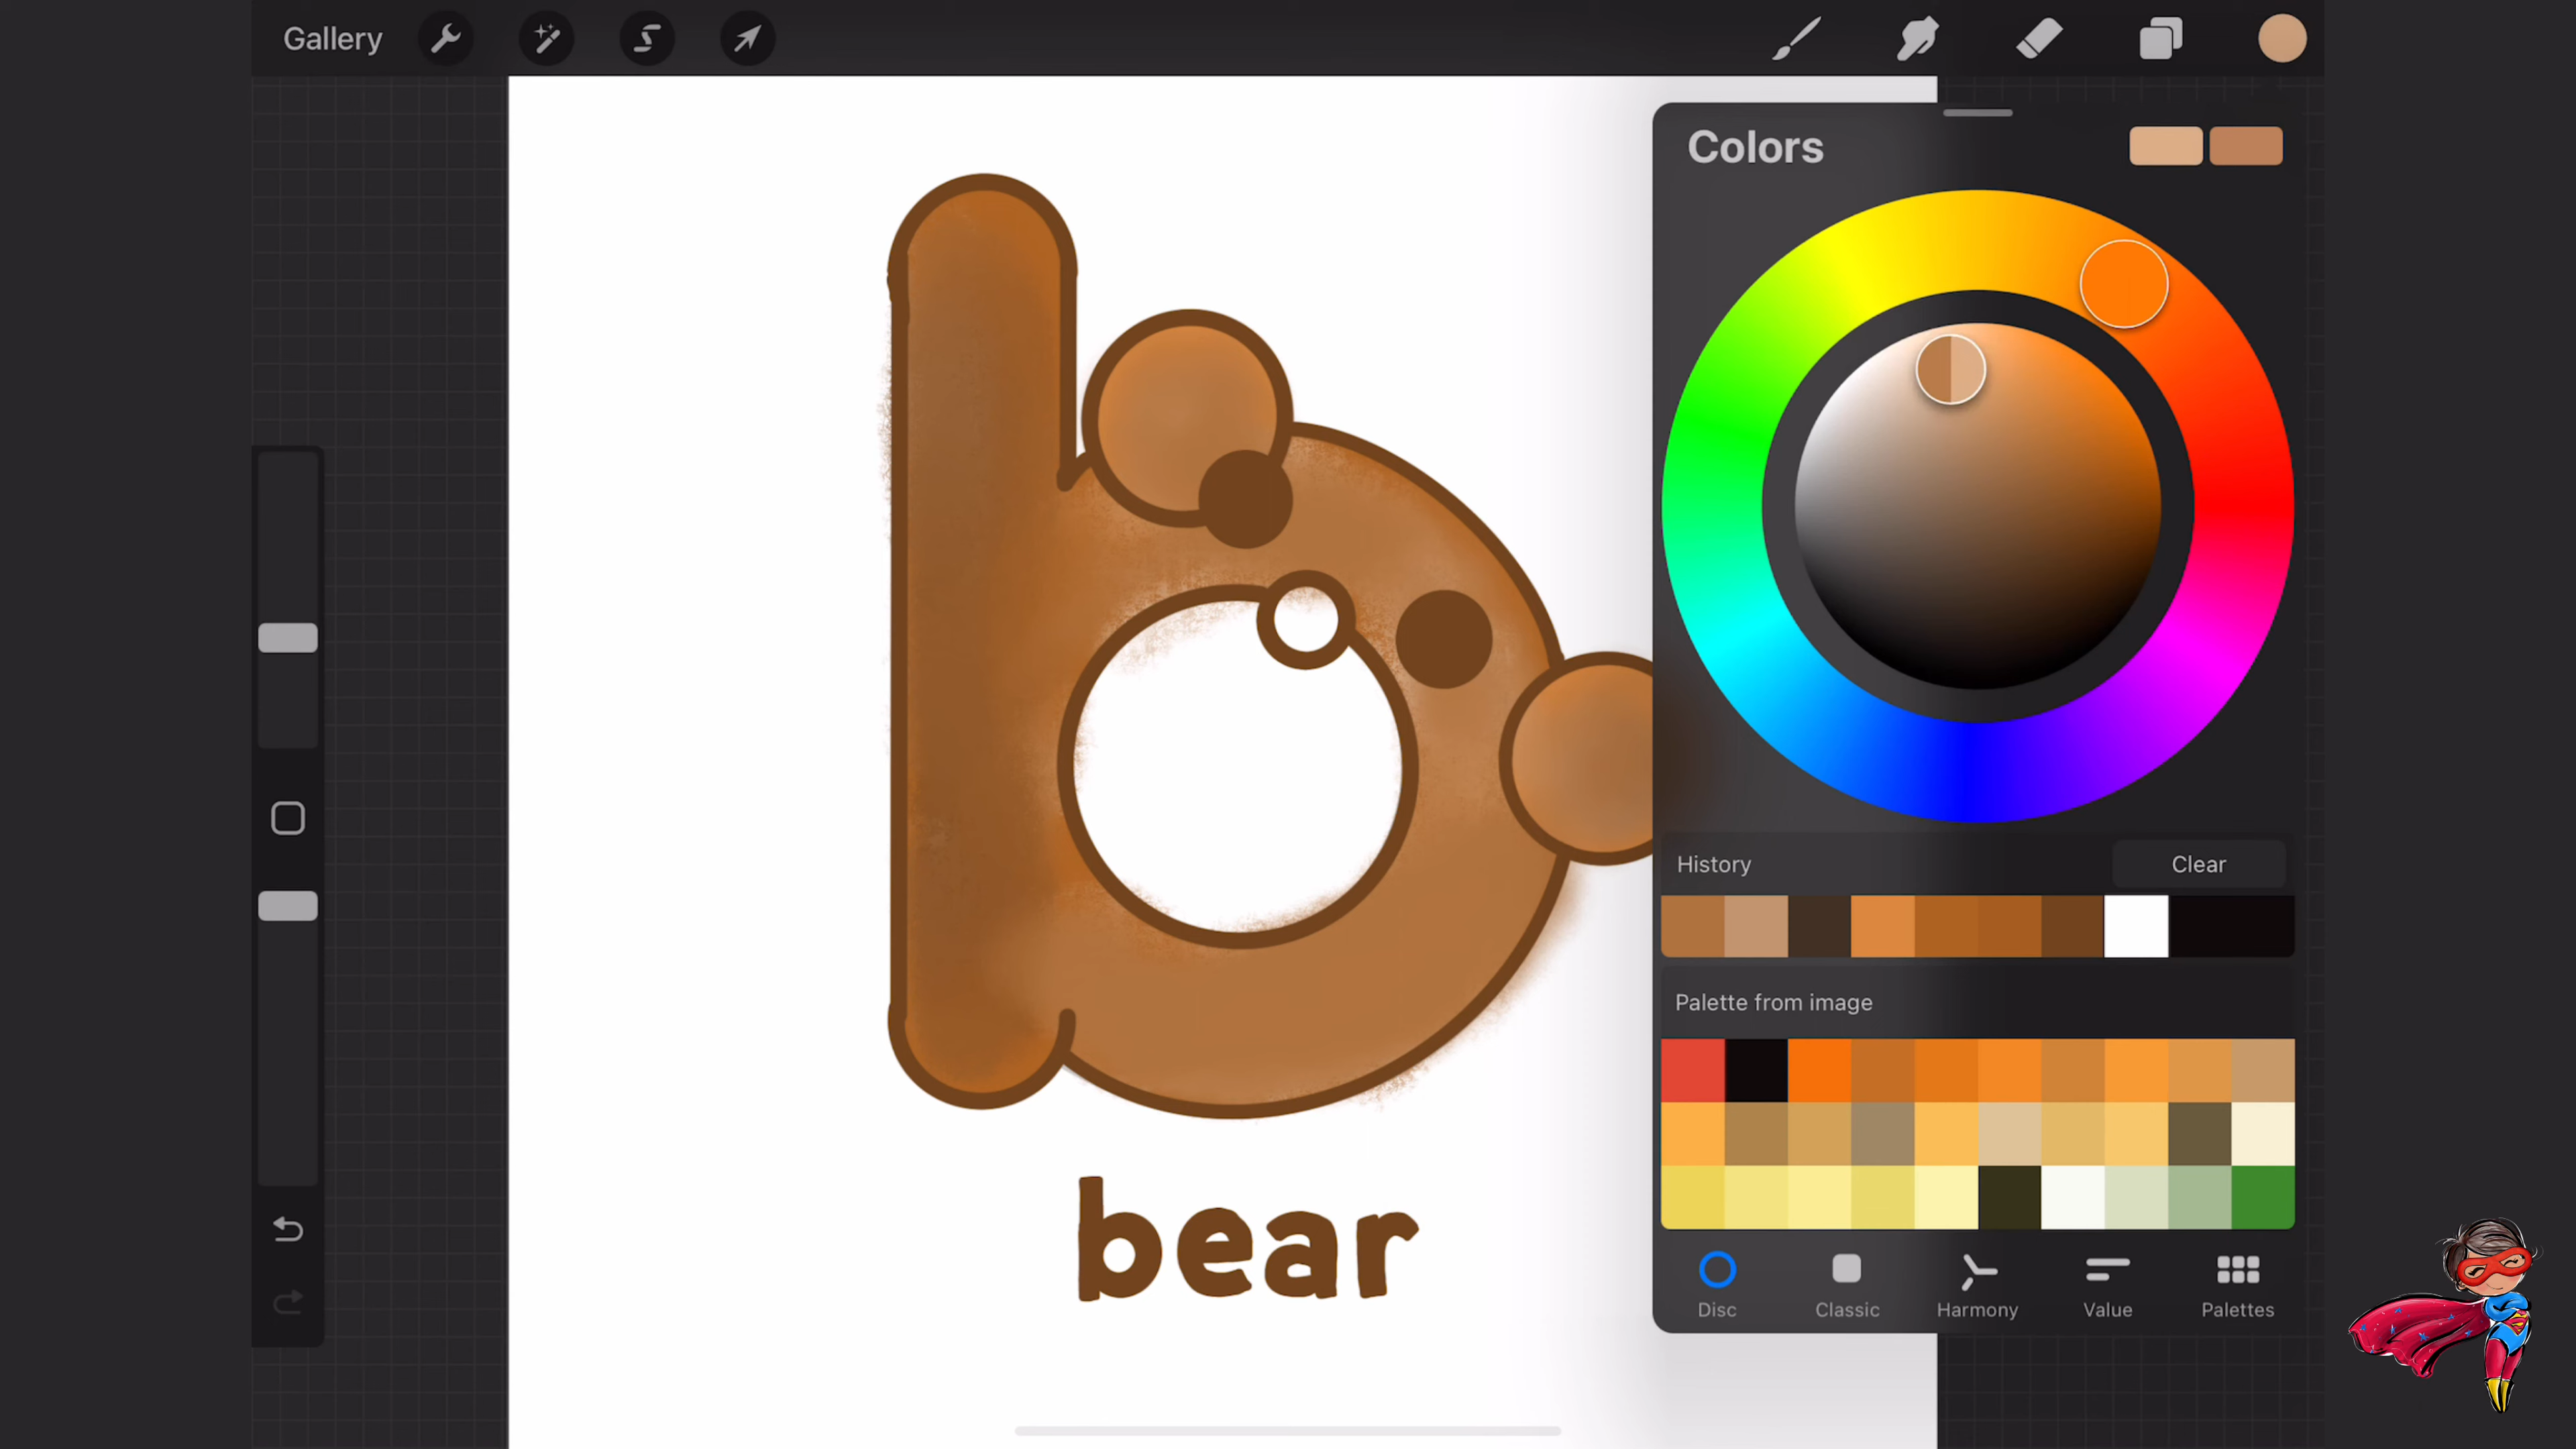 Gallery
Colors
History
Clear
Palette from image
bear
Disc
Classic
Harmony
Value
Palettes